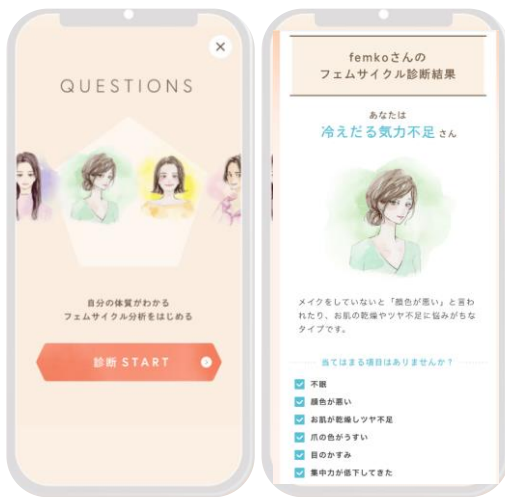 QUESTIONS
自分の体質がわかる
フェムサイクル分析をはじめる
診断 START
femkoさんの
フェムサイクル診断結果
あなたは
冷えだる気力不足 さん
メイクをしていないと「顔色が悪い」と言わ
れたり、お肌の乾燥やツヤ不足に悩みがちな
タイプです。
当てはまる項目はありませんか？
不眠
顔色が悪い
お肌が乾燥しツヤ不足
爪の色がうすい
目のかすみ
集中力が低下してきた